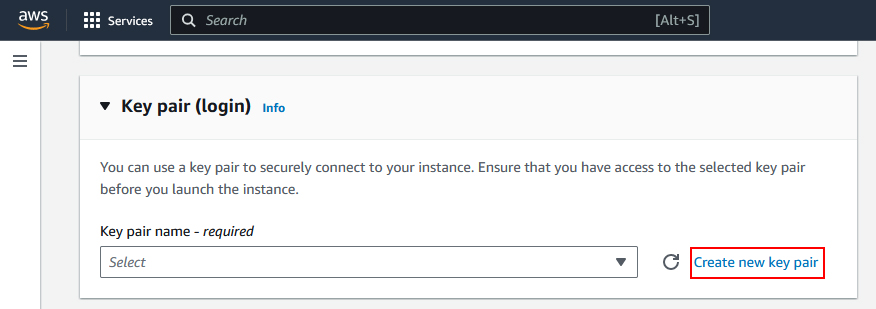 aws
Services
Search
[Alt+S]
Key pair (login)
Info
You can use a key pair to securely connect to your instance. Ensure that you have access to the selected key pair
before you launch the instance.
Key pair name - required
Select
Create new key pair